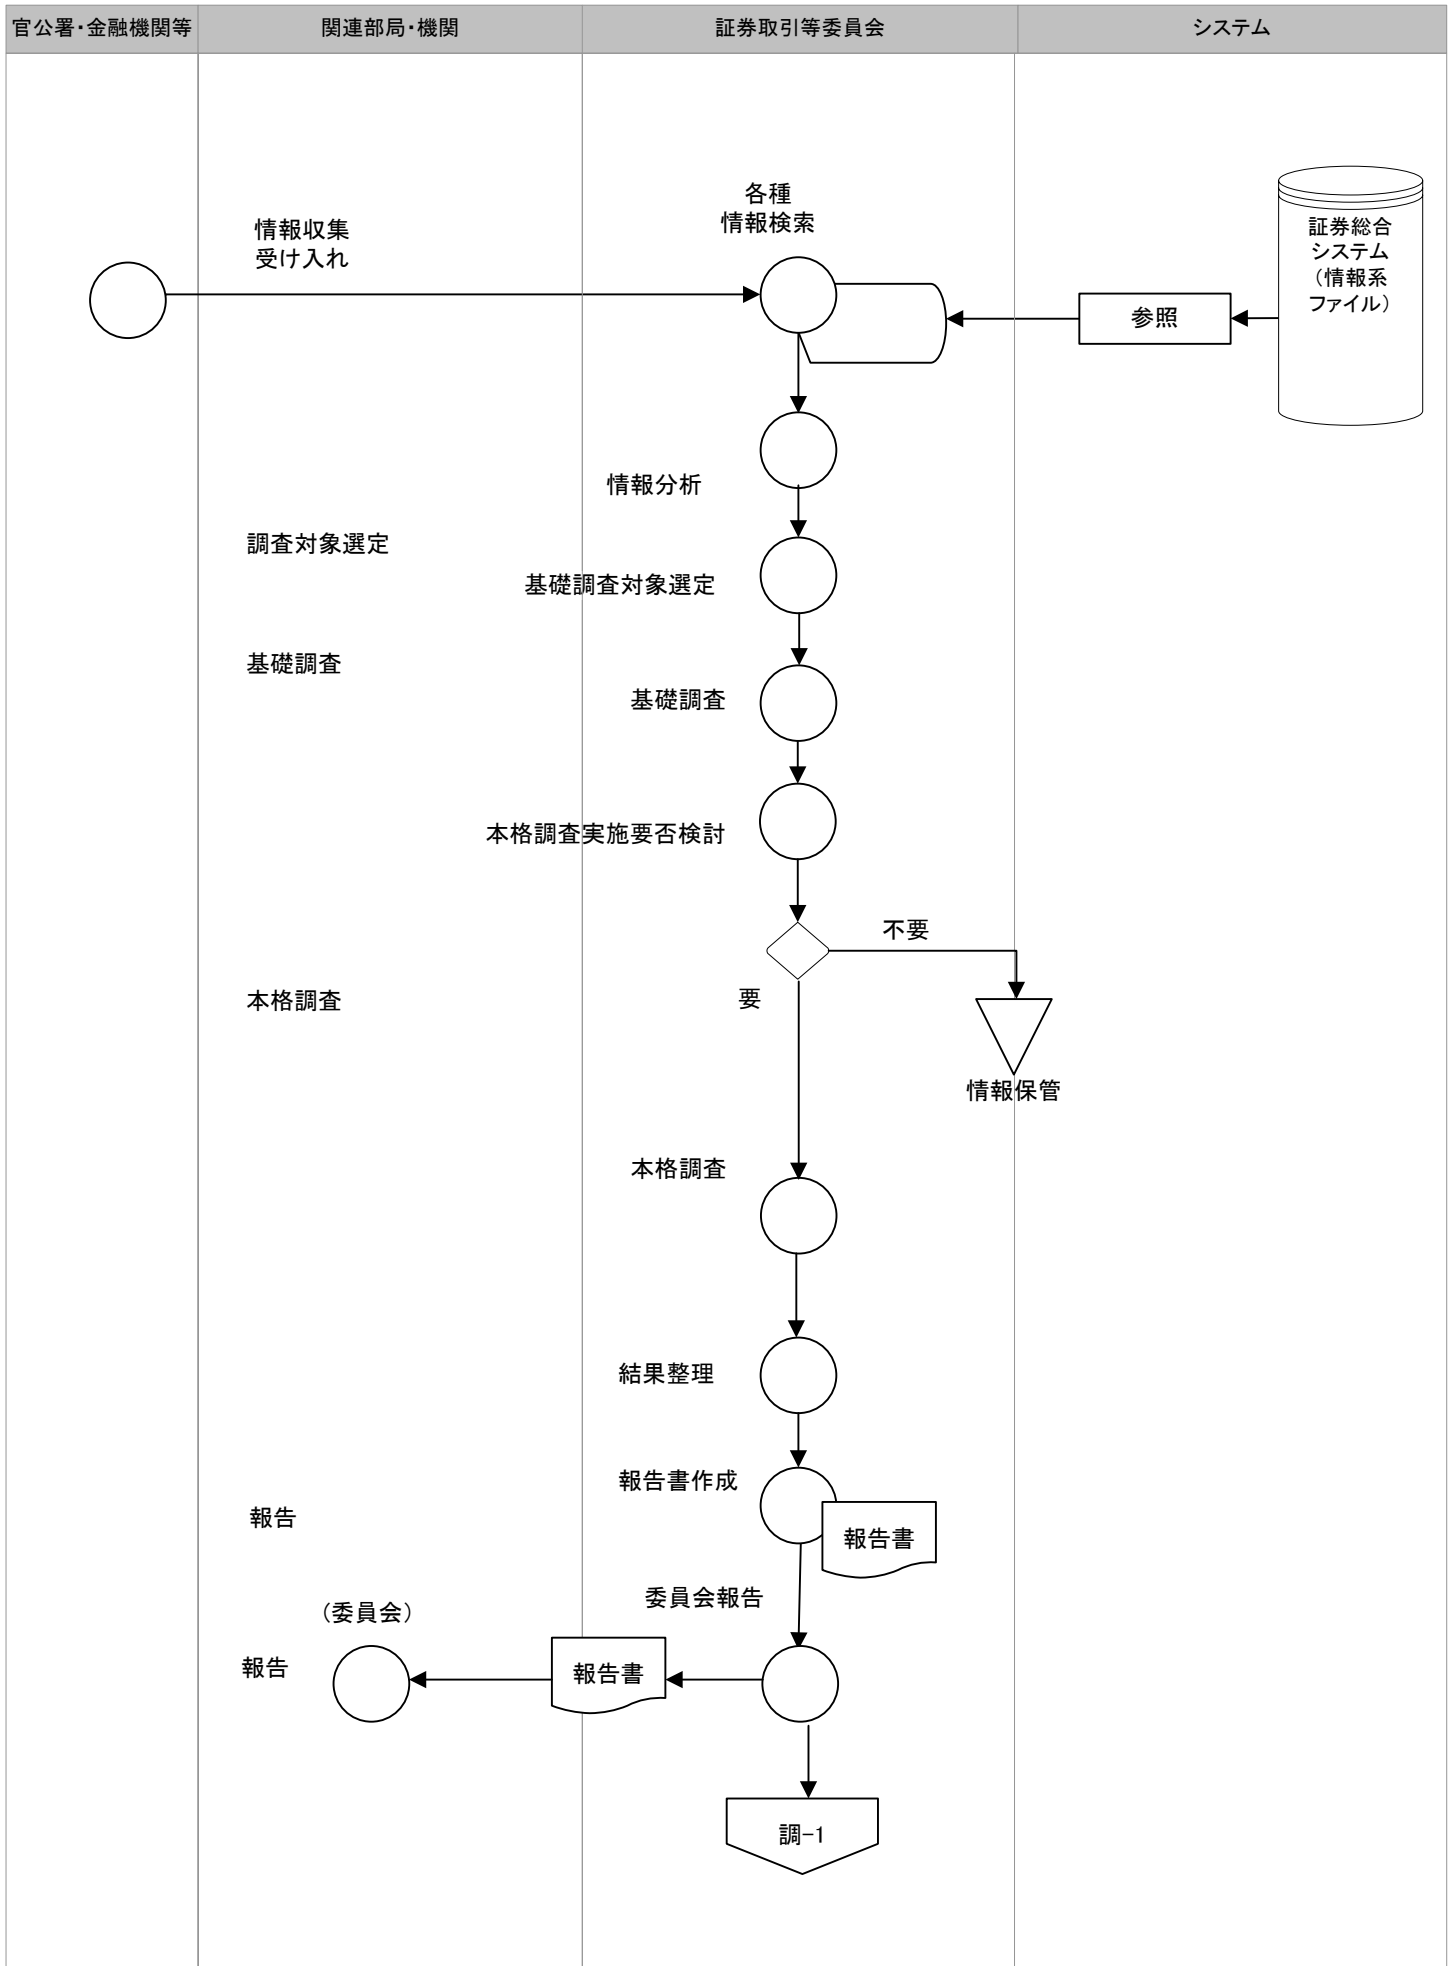 官公署・金融機関等
関連部局・機関
証券取引等委員会
システム
各種
情報検索
情報収集
受け入れ
証券総合
システム
（情報系
ファイル）
参照
情報分析
調査対象選定
基礎調査対象選定
基礎調査
基礎調査
本格調査実施要否検討
不要
要
本格調査
情報保管
本格調査
結果整理
報告書作成
報告
報告書
委員会報告
（委員会）
報告
報告書
調-1